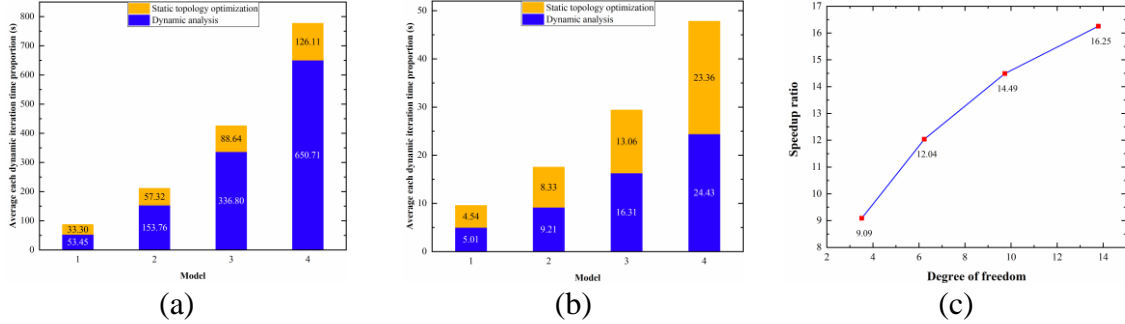 Static topology optimization
Dynamic analysis
Average each dynamic iteration time proportion (s)
800
700
600
500
400
300
200
100
0
33.30
53.45
57.32
153.76
88.64
336.80
126.11
650.71
1 2 3 4
Model
(a)
Static topology optimization
Dynamic analysis
Average each dynamic iteration time proportion (s)
50
40
30
20
10
0
4.54
5.01
8.33
9.21
13.06
16.31
23.36
24.43
1 2 3 4
Model
(b)
Speedup ratio
17
16
15
14
13
12
11
10
9
8
9.09
12.04
14.49
16.25
2 4 6 8 10 12 14
Degree of freedom
(c)